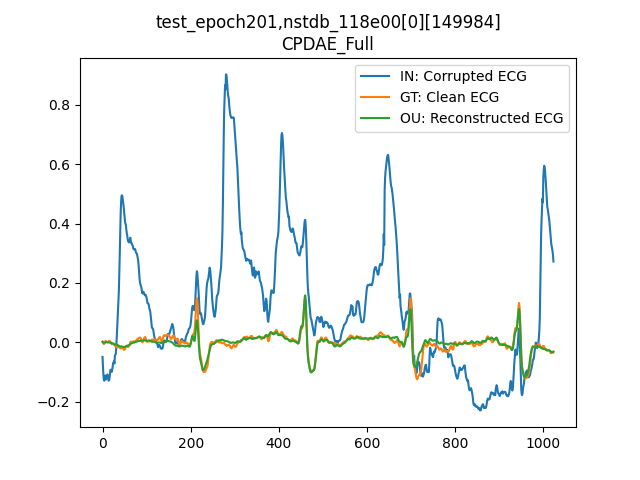 test_epoch201,nstdb_118e00[0][149984]
CPDAE_Full
IN: Corrupted ECG
GT: Clean ECG
OU: Reconstructed ECG
0.8
0.6
0.4
0.2
0.0
−0.2
0
200
400
600
800
1000